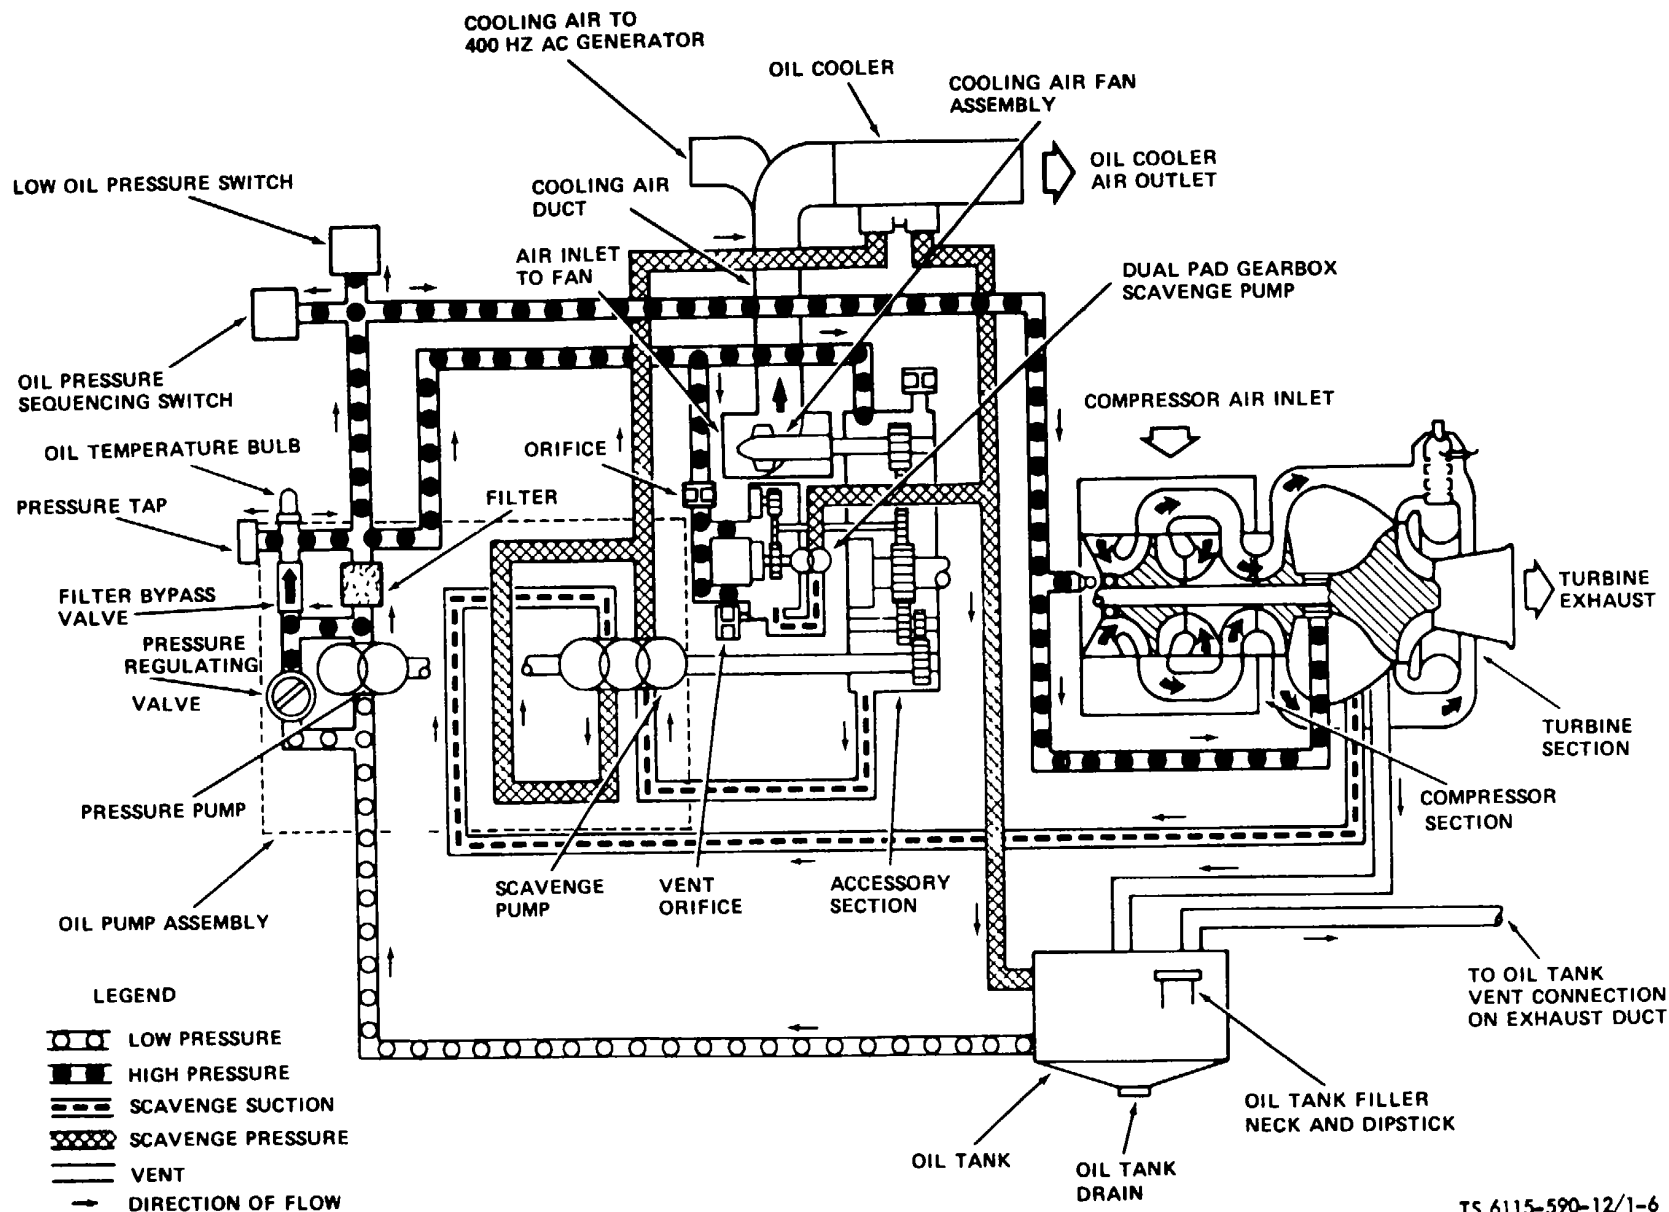 COOLING AIR TO
400 HZ AC GENERATOR
OIL COOLER
COOLING AIR FAN
ASSEMBLY
OIL COOLER
AIR OUTLET
LOW OIL PRESSURE SWITCH
COOLING AIR
DUCT
AIR INLET
TO FAN
DUAL PAD GEARBOX
SCAVENGE PUMP
OIL PRESSURE
SEQUENCING SWITCH
COMPRESSOR AIR INLET
OIL TEMPERATURE BULB
ORIFICE
PRESSURE TAP
FILTER
FILTER BYPASS
VALVE
TURBINE
EXHAUST
PRESSURE
REGULATING
VALVE
TURBINE
SECTION
PRESSURE PUMP
COMPRESSOR
SECTION
SCAVENGE
PUMP
VENT
ORIFICE
ACCESSORY
SECTION
OIL PUMP ASSEMBLY
TO OIL TANK
VENT CONNECTION
ON EXHAUST DUCT
LEGEND
LOW PRESSURE
HIGH PRESSURE
SCAVENGE SUCTION
SCAVENGE PRESSURE
VENT
DIRECTION OF FLOW
OIL TANK FILLER
NECK AND DIPSTICK
OIL TANK
OIL TANK
DRAIN
TS 6115-590-12/1-6